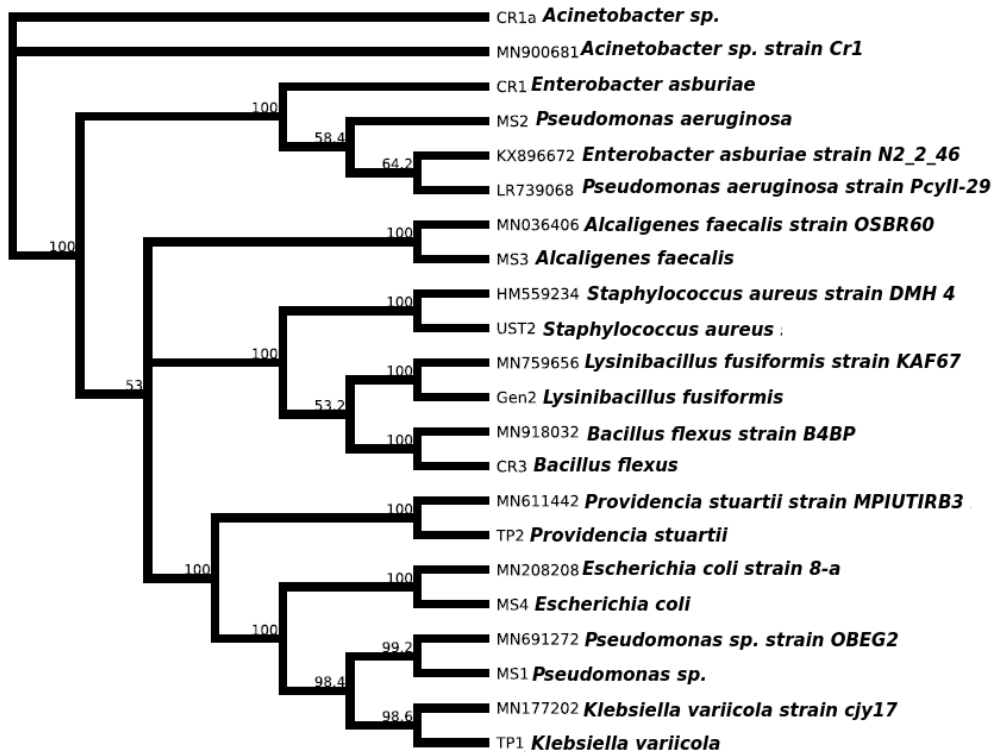 CR1a Acinetobacter sp.
MN900681 Acinetobacter sp. strain Cr1
CR1 Enterobacter asburiae
100
MS2 Pseudomonas aeruginosa
58.4
KX896672 Enterobacter asburiae strain N2_2_46
64.2
LR739068 Pseudomonas aeruginosa strain PcyII-29
MN036406 Alcaligenes faecalis strain OSBR60
100
100
MS3 Alcaligenes faecalis
HM559234 Staphylococcus aureus strain DMH 4
100
UST2 Staphylococcus aureus :
100
MN759656 Lysinibacillus fusiformis strain KAF67
100
53
Gen2 Lysinibacillus fusiformis
53.2
MN918032 Bacillus flexus strain B4BP
100
CR3 Bacillus flexus
MN611442 Providencia stuartii strain MPIUTIRB3
100
TP2 Providencia stuartii
100
MN208208 Escherichia coli strain 8-a
100
MS4 Escherichia coli
100
MN691272 Pseudomonas sp. strain OBEG2
99.2
MS1 Pseudomonas sp.
98.4
MN177202 Klebsiella variicola strain cjy17
98.6
TP1 Klebsiella variicola